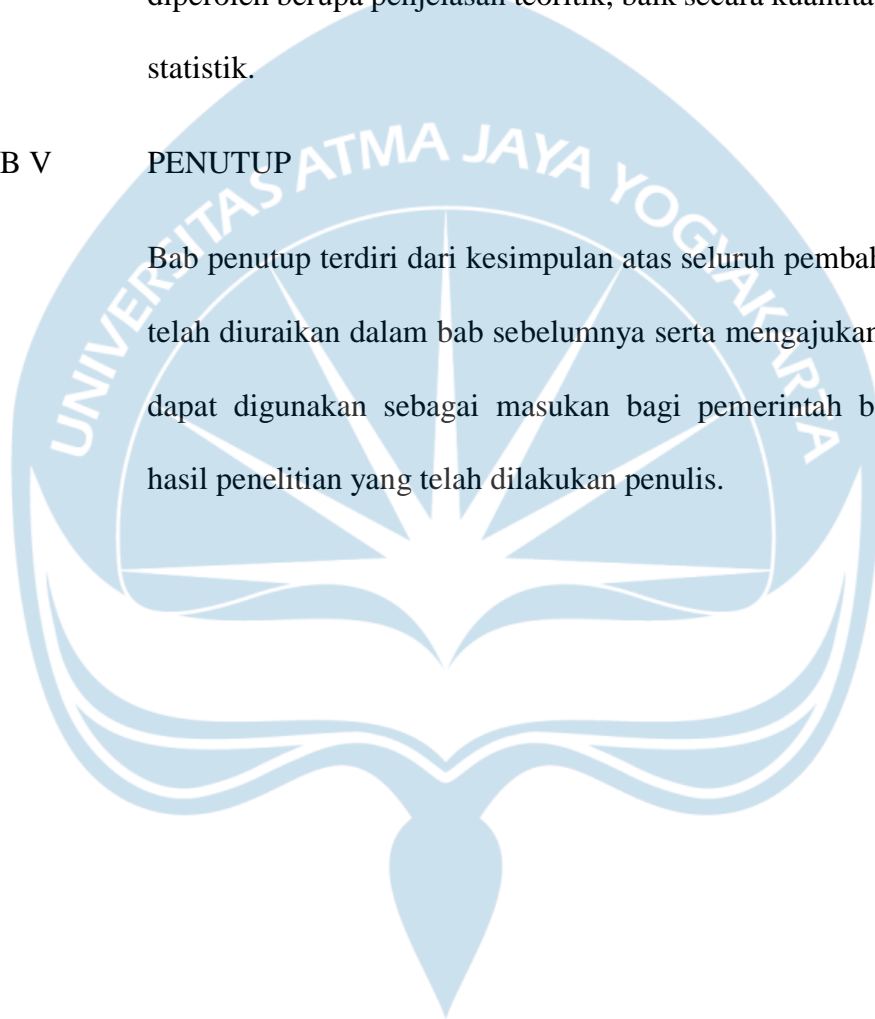 diperoleh berupa penjelasan teoritik, baik secara kuantita
statistik.
B V PENUTUP
UNIVERSITAS ATMA JAYA YOGYAKARTA
Bab penutup terdiri dari kesimpulan atas seluruh pembah
telah diuraikan dalam bab sebelumnya serta mengajukan
dapat digunakan sebagai masukan bagi pemerintah b
hasil penelitian yang telah dilakukan penulis.